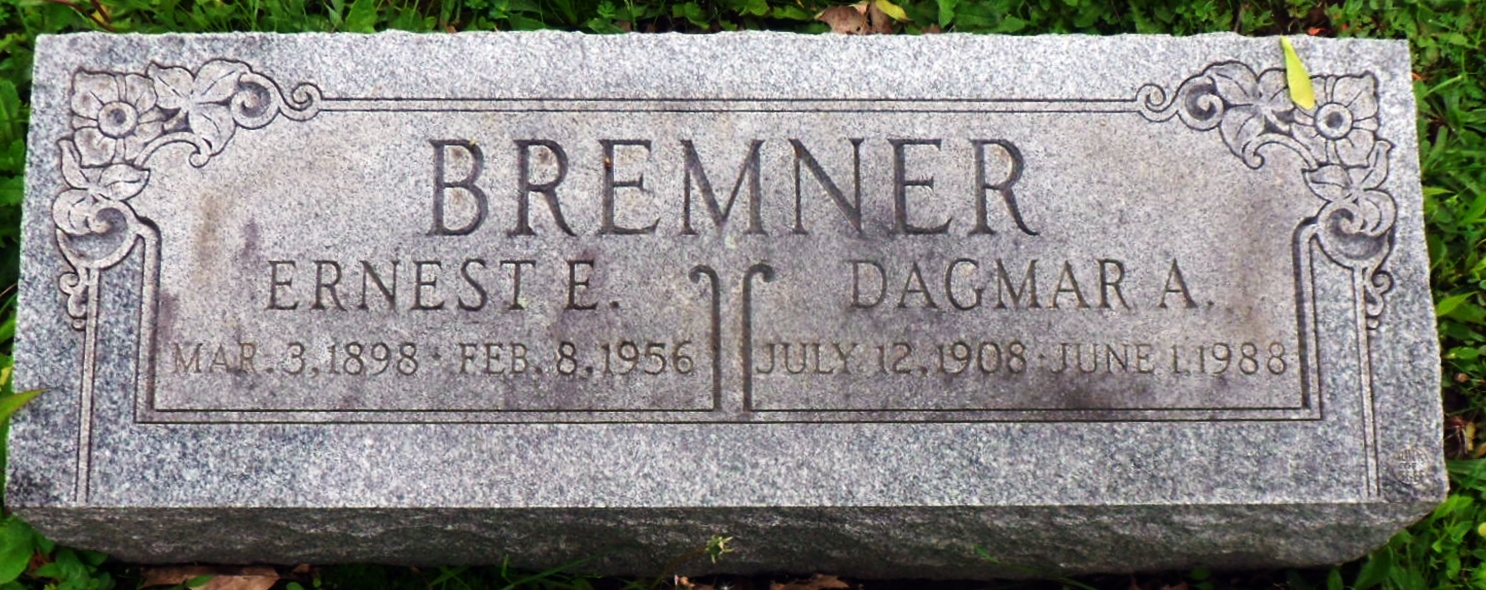 BREMNER
ERNEST E.
MAR. 3, 1898 · FEB. 8, 1956
DAGMAR A.
JULY 12, 1908 · JUNE 1, 1988